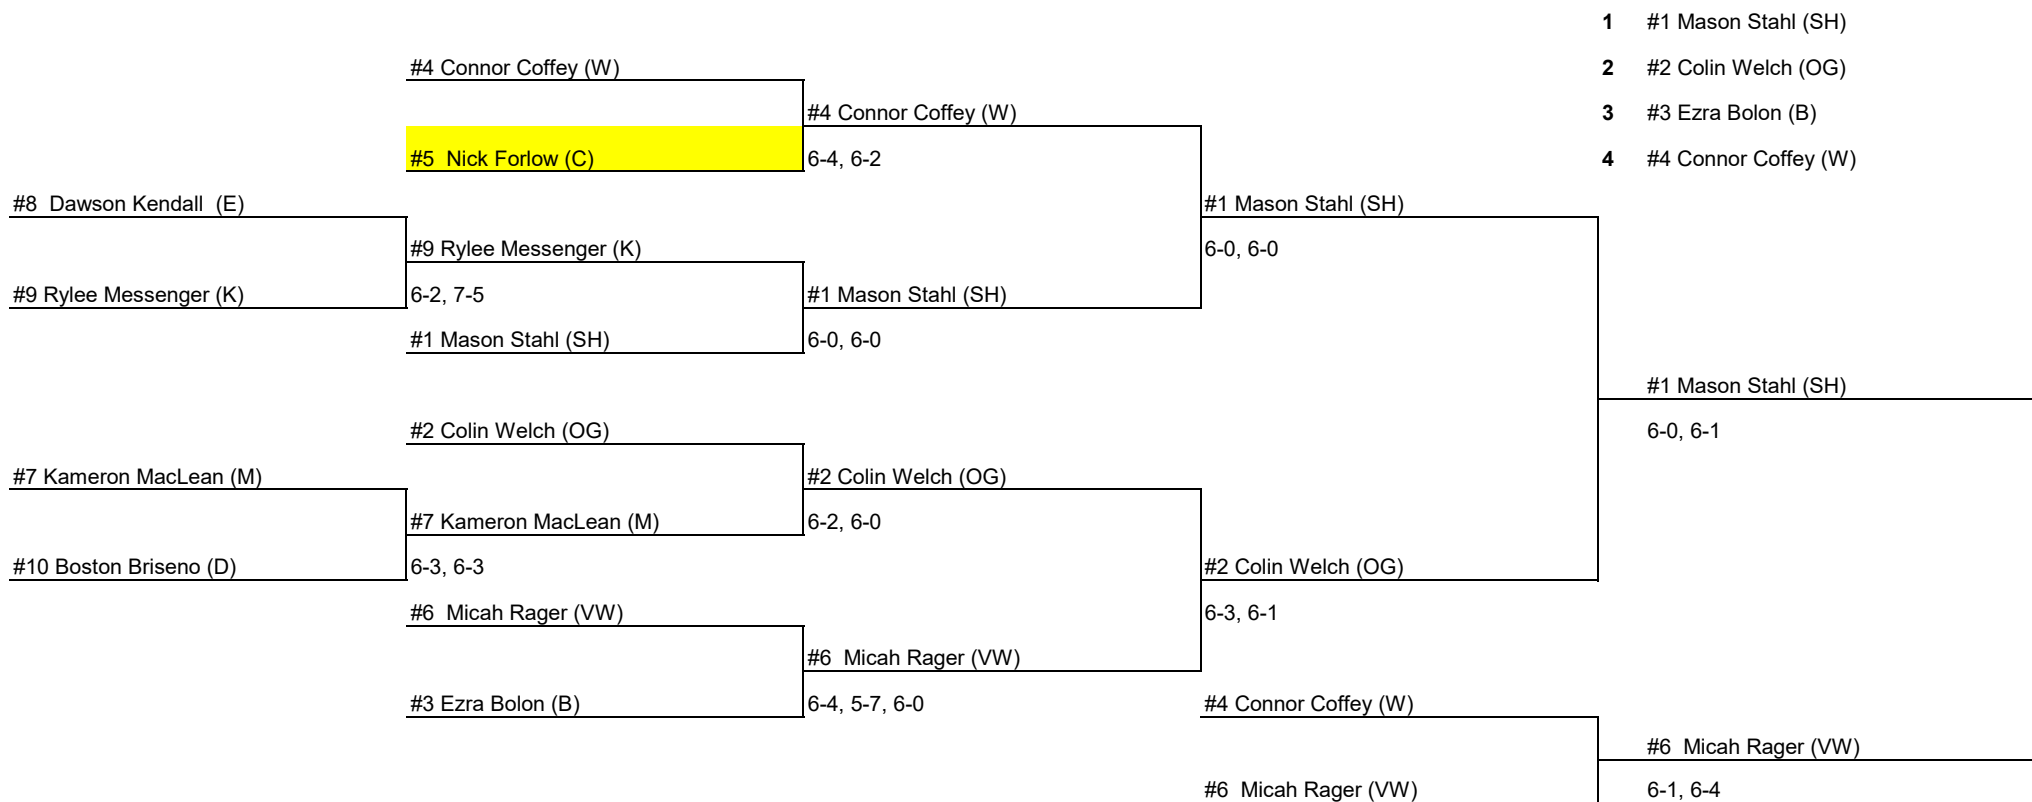 1 #1 Mason Stahl (SH)
#4 Connor Coffey (W) 2 #2 Colin Welch (OG)
#4 Connor Coffey (W) 3 #3 Ezra Bolon (B)
#5 Nick Forlow (C) 6-4, 6-2 4 #4 Connor Coffey (W)
#8 Dawson Kendall (E) #1 Mason Stahl (SH)
#9 Rylee Messenger (K) 6-0, 6-0
#9 Rylee Messenger (K) 6-2, 7-5 #1 Mason Stahl (SH)
#1 Mason Stahl (SH) 6-0, 6-0
#1 Mason Stahl (SH)
#2 Colin Welch (OG) 6-0, 6-1
#7 Kameron MacLean (M) #2 Colin Welch (OG)
#7 Kameron MacLean (M) 6-2, 6-0
#10 Boston Briseno (D) 6-3, 6-3 #2 Colin Welch (OG)
#6 Micah Rager (VW) 6-3, 6-1
#6 Micah Rager (VW)
#3 Ezra Bolon (B) 6-4, 5-7, 6-0 #4 Connor Coffey (W)
#6 Micah Rager (VW)
#6 Micah Rager (VW) 6-1, 6-4